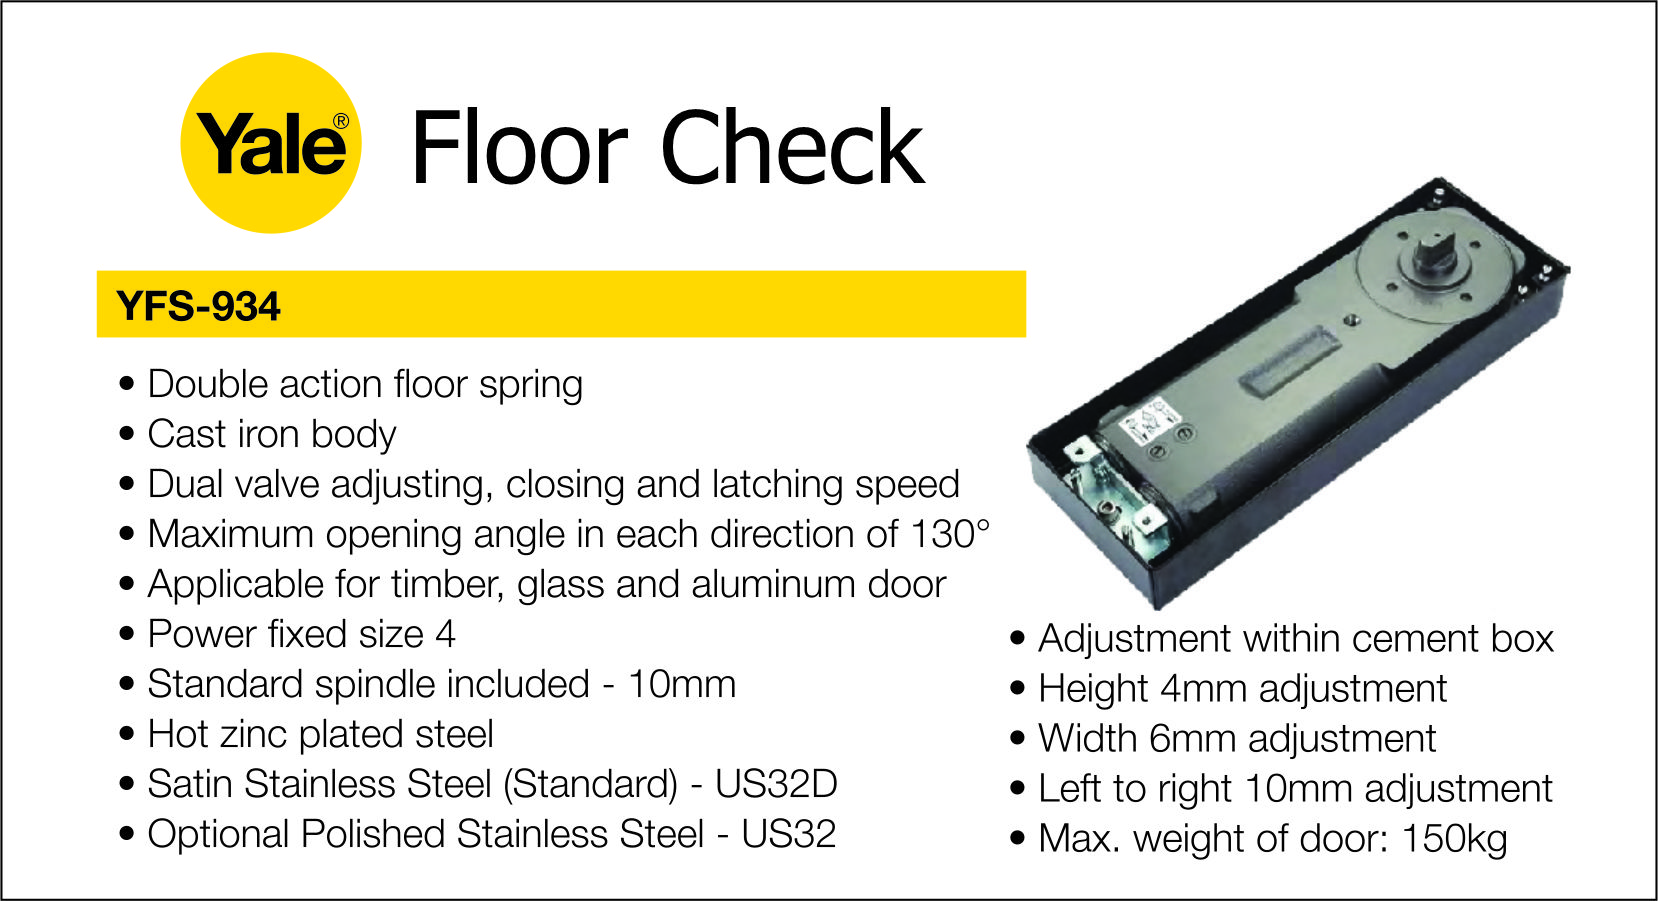 Yale®
Floor Check
YFS-934
• Double action floor spring
• Cast iron body
• Dual valve adjusting, closing and latching speed
• Maximum opening angle in each direction of 130°
• Applicable for timber, glass and aluminum door
• Power fixed size 4
• Standard spindle included - 10mm
• Hot zinc plated steel
• Satin Stainless Steel (Standard) - US32D
• Optional Polished Stainless Steel - US32
• Adjustment within cement box
• Height 4mm adjustment
• Width 6mm adjustment
• Left to right 10mm adjustment
• Max. weight of door: 150kg